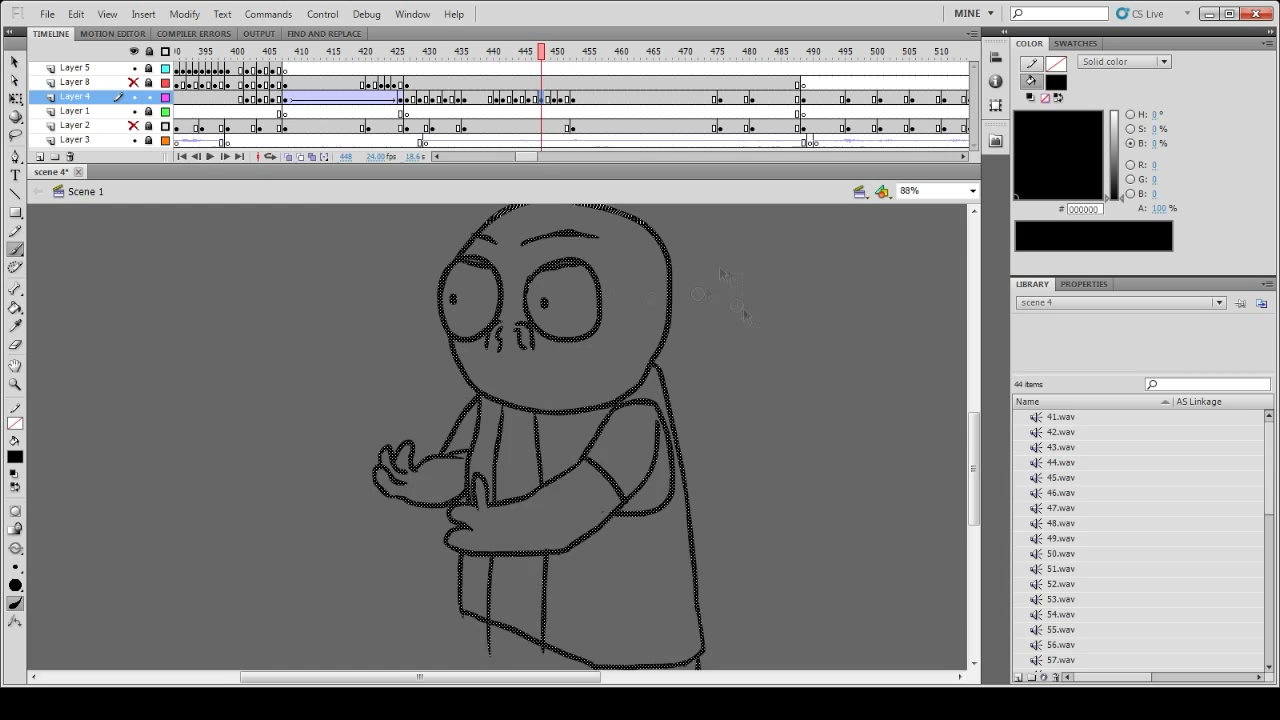 Fl File Edit View Insert Modify Text Commands Control Debug Window Help MINE CS Live
TIMELINE MOTION EDITOR COMPILER ERRORS OUTPUT FIND AND REPLACE
395 400 405 410 415 420 425 430 435 440 445 450 455 460 465 470 475 480 485 490 495 500 505 510
Layer 5
Layer 8
Layer 4
Layer 1
Layer 2
Layer 3
448 24.00 fps 18.6 s
scene 4*
Scene 1
88%
COLOR SWATCHES
Solid color
H: 0 °
S: 0 %
B: 0 %
R: 0
G: 0
B: 0
# 000000 A: 100 %
LIBRARY PROPERTIES
scene 4
44 items
Name AS Linkage
41.wav
42.wav
43.wav
44.wav
45.wav
46.wav
47.wav
48.wav
49.wav
50.wav
51.wav
52.wav
53.wav
54.wav
55.wav
56.wav
57.wav